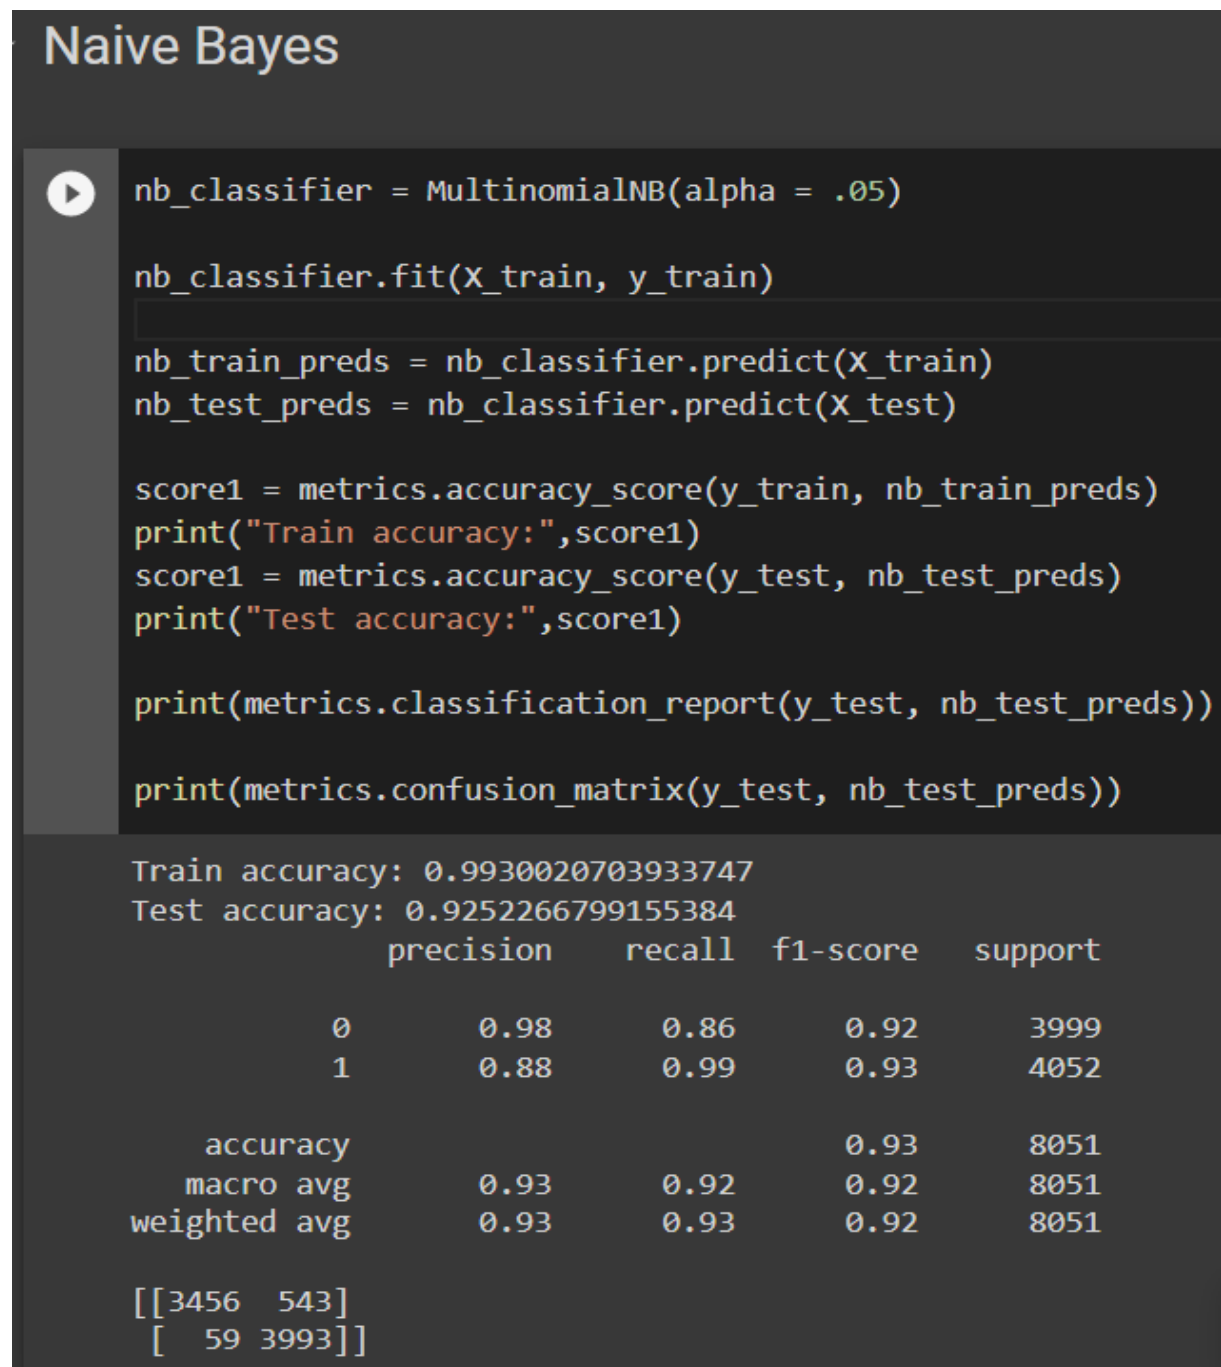 Naive Bayes
nb_classifier = MultinomialNB(alpha = .05)
nb_classifier.fit(X_train, y_train)
nb_train_preds = nb_classifier.predict(X_train)
nb_test_preds = nb_classifier.predict(X_test)
score1 = metrics.accuracy_score(y_train, nb_train_preds)
print("Train accuracy:",score1)
score1 = metrics.accuracy_score(y_test, nb_test_preds)
print("Test accuracy:",score1)
print(metrics.classification_report(y_test, nb_test_preds))
print(metrics.confusion_matrix(y_test, nb_test_preds))
Train accuracy: 0.9930020703933747
Test accuracy: 0.9252266799155384
precision recall f1-score support
0 0.98 0.86 0.92 3999
1 0.88 0.99 0.93 4052
accuracy 0.93 8051
macro avg 0.93 0.92 0.92 8051
weighted avg 0.93 0.93 0.92 8051
[[3456 543]
[ 59 3993]]